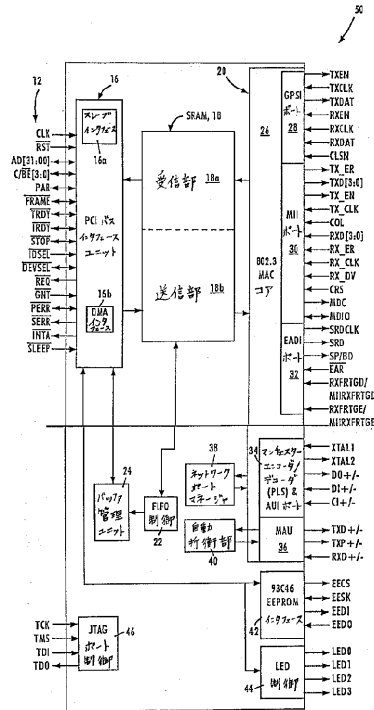 50
12
16
20
SRAM, 18
CLK
RST
AD[31:00]
C/BE[3:0]
PAR
FRAME
TRDY
IRDY
STOP
IDSEL
DEVSEL
REQ
GNT
PERR
SERR
INTA
SLEEP
スレーブ
インタフェース
16a
PCI バス
インタフェース
ユニット
16b
DMA
インタ
フェース
受信部
18a
送信部
18b
26
802.3
MAC
コア
GPSI
ポート
28
MII
ポート
30
EADI
ポート
32
TXEN
TXCLK
TXDAT
RXEN
RXCLK
RXDAT
CLSN
TX_ER
TXD[3:0]
TX_EN
TX_CLK
COL
RXD[3:0]
RX_ER
RX_CLK
RX_DV
CRS
MDC
MDIO
SRDCLK
SRD
SF/BD
EAR
RXFRTGD/
MIIRXFRTGD
RXFRTGE/
MIIRXFRTGE
24
バッファ
管理
ユニット
FIFO
制御
22
38
ネットワーク
ポート
マネージャ
自動
折衝部
40
34
マンチェスター
エンコーダ/
デコーダ
(PLS) &
AUI ポート
MAU
36
XTAL1
XTAL2
DO+/-
DI+/-
CI+/-
TXD+/-
TXP+/-
RXD+/-
93C46
EEPROM
インタフェース
42
EECS
EESK
EEDI
EEDO
LED
制御
44
LED0
LED1
LED2
LED3
TCK
TMS
TDI
TDO
JTAG
ポート
制御
46